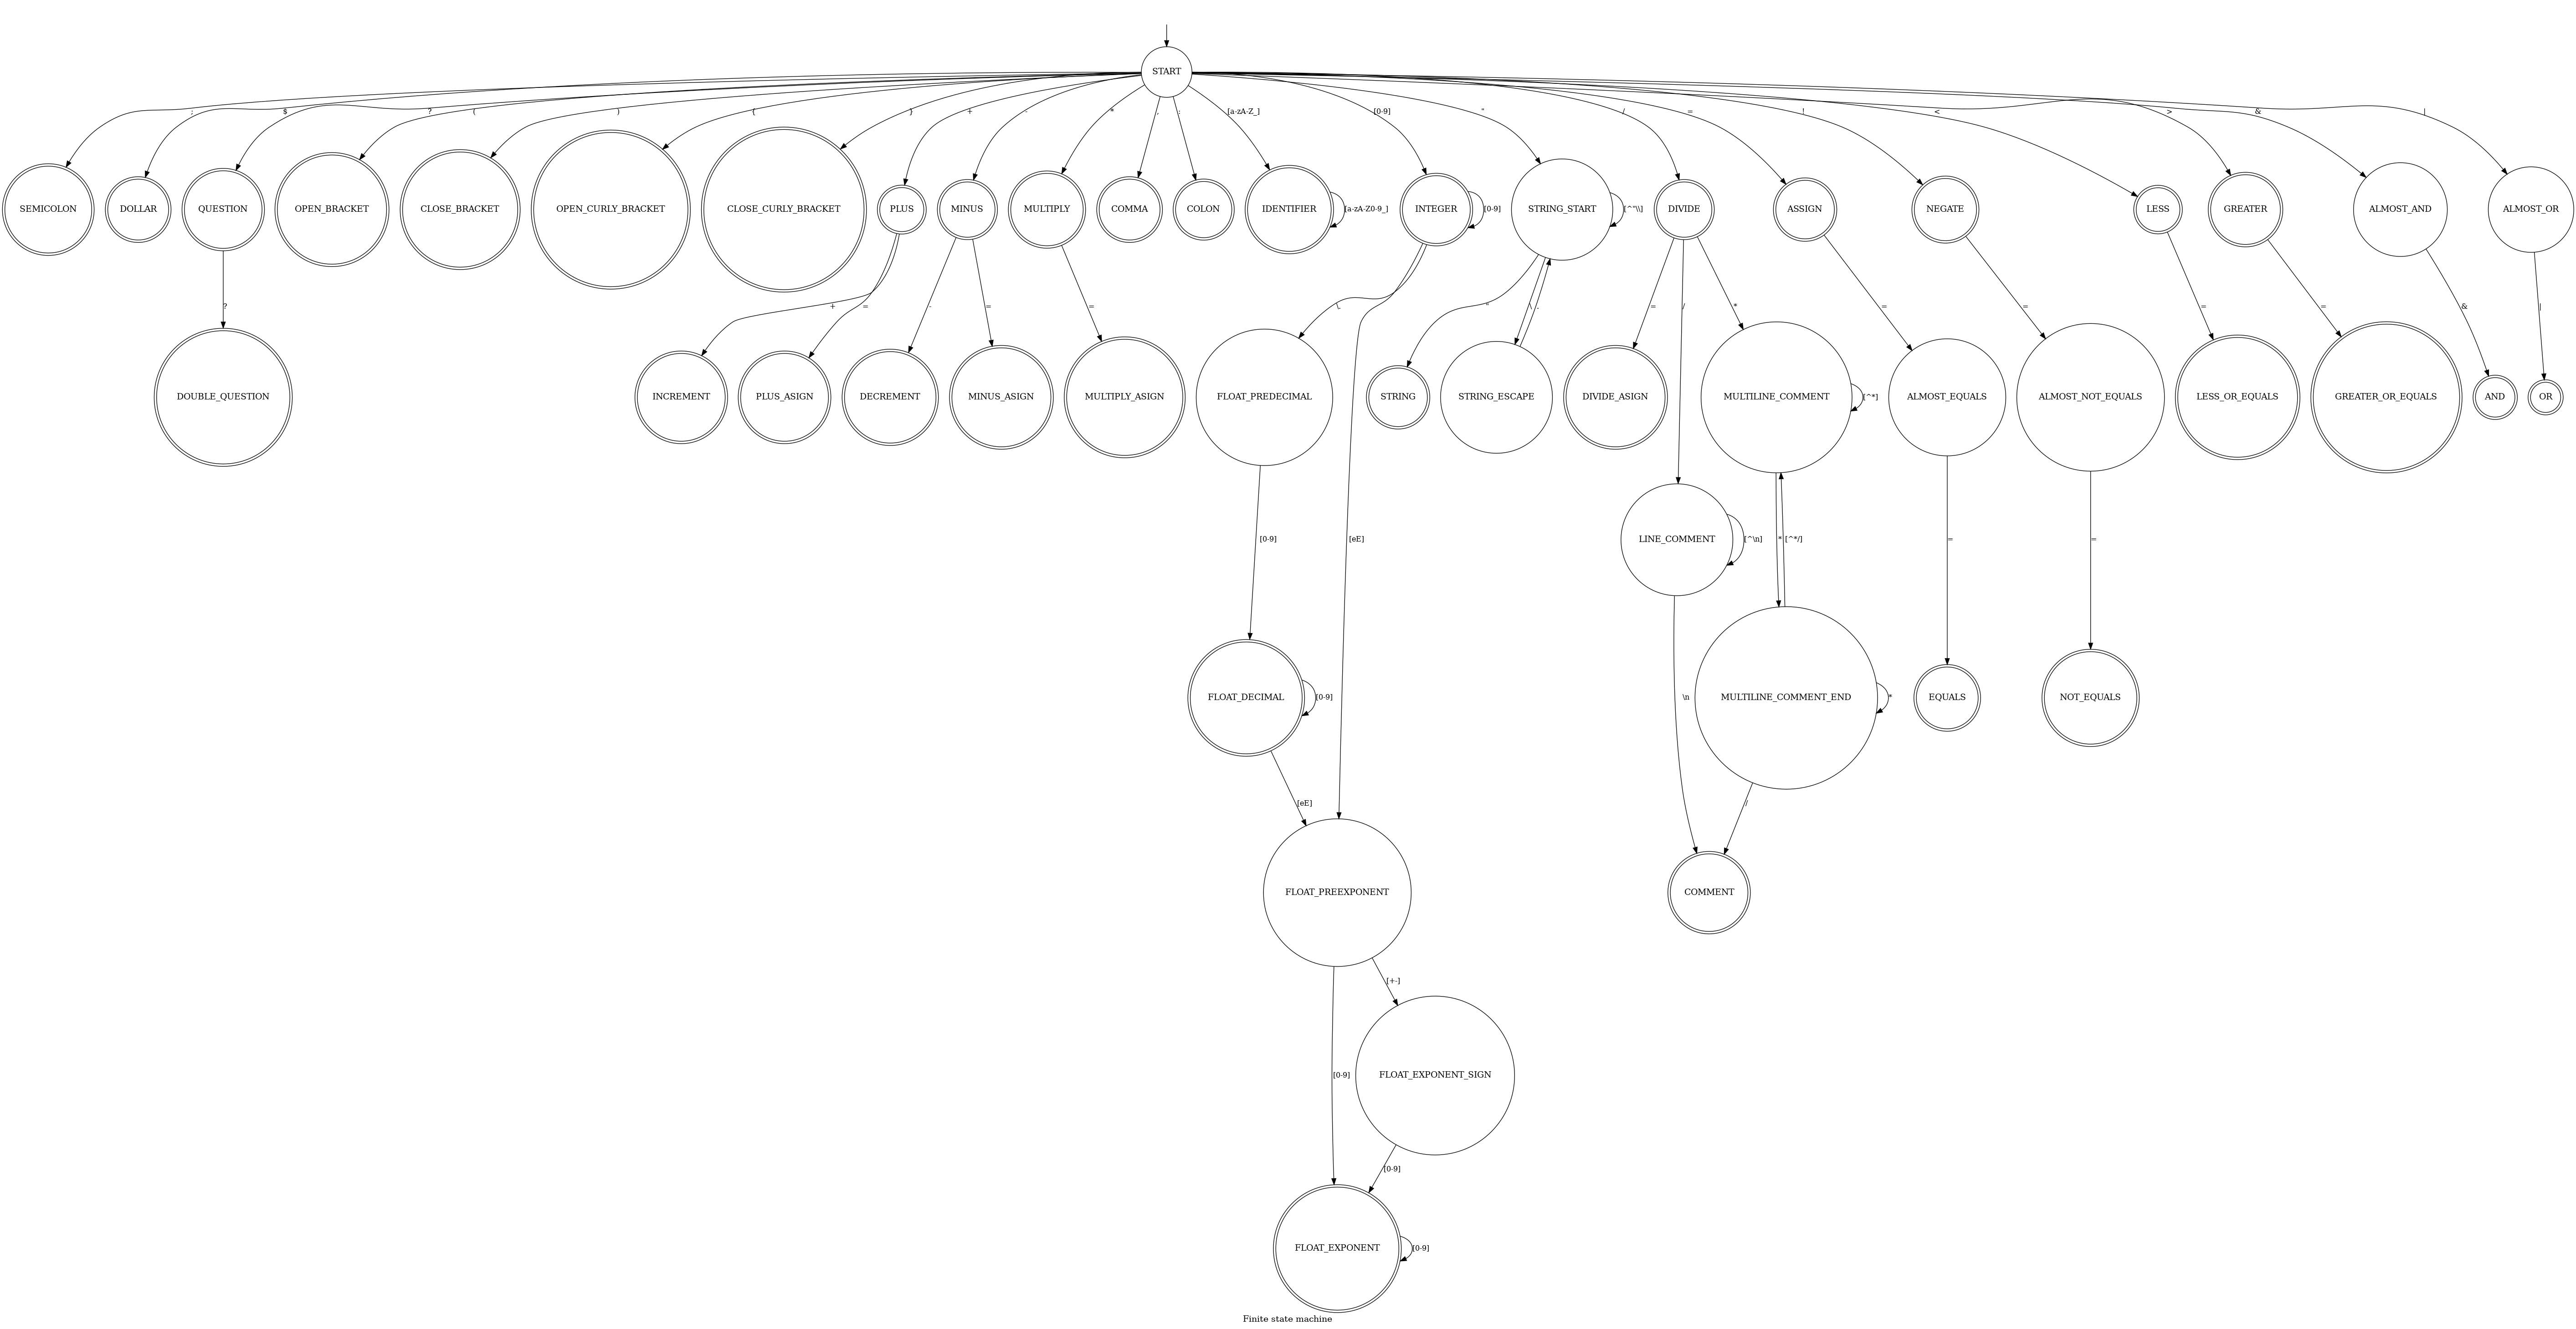 START
;
$
?
(
)
{
}
+
-
*
,
:
[a-zA-Z_]
[0-9]
"
/
=
!
<
>
&
|
SEMICOLON
DOLLAR
QUESTION
OPEN_BRACKET
CLOSE_BRACKET
OPEN_CURLY_BRACKET
CLOSE_CURLY_BRACKET
PLUS
MINUS
MULTIPLY
COMMA
COLON
IDENTIFIER
[a-zA-Z0-9_]
INTEGER
[0-9]
STRING_START
[^"\\]
DIVIDE
ASSIGN
NEGATE
LESS
GREATER
ALMOST_AND
ALMOST_OR
?
+
=
-
=
=
\.
"
\
.
=
/
*
=
=
=
=
&
|
DOUBLE_QUESTION
INCREMENT
PLUS_ASIGN
DECREMENT
MINUS_ASIGN
MULTIPLY_ASIGN
FLOAT_PREDECIMAL
STRING
STRING_ESCAPE
DIVIDE_ASIGN
MULTILINE_COMMENT
[^*]
ALMOST_EQUALS
ALMOST_NOT_EQUALS
LESS_OR_EQUALS
GREATER_OR_EQUALS
AND
OR
[0-9]
[eE]
LINE_COMMENT
[^\n]
*
[^*/]
=
=
FLOAT_DECIMAL
[0-9]
\n
MULTILINE_COMMENT_END
*
EQUALS
NOT_EQUALS
[eE]
/
FLOAT_PREEXPONENT
COMMENT
[+-]
[0-9]
FLOAT_EXPONENT_SIGN
[0-9]
FLOAT_EXPONENT
[0-9]
Finite state machine